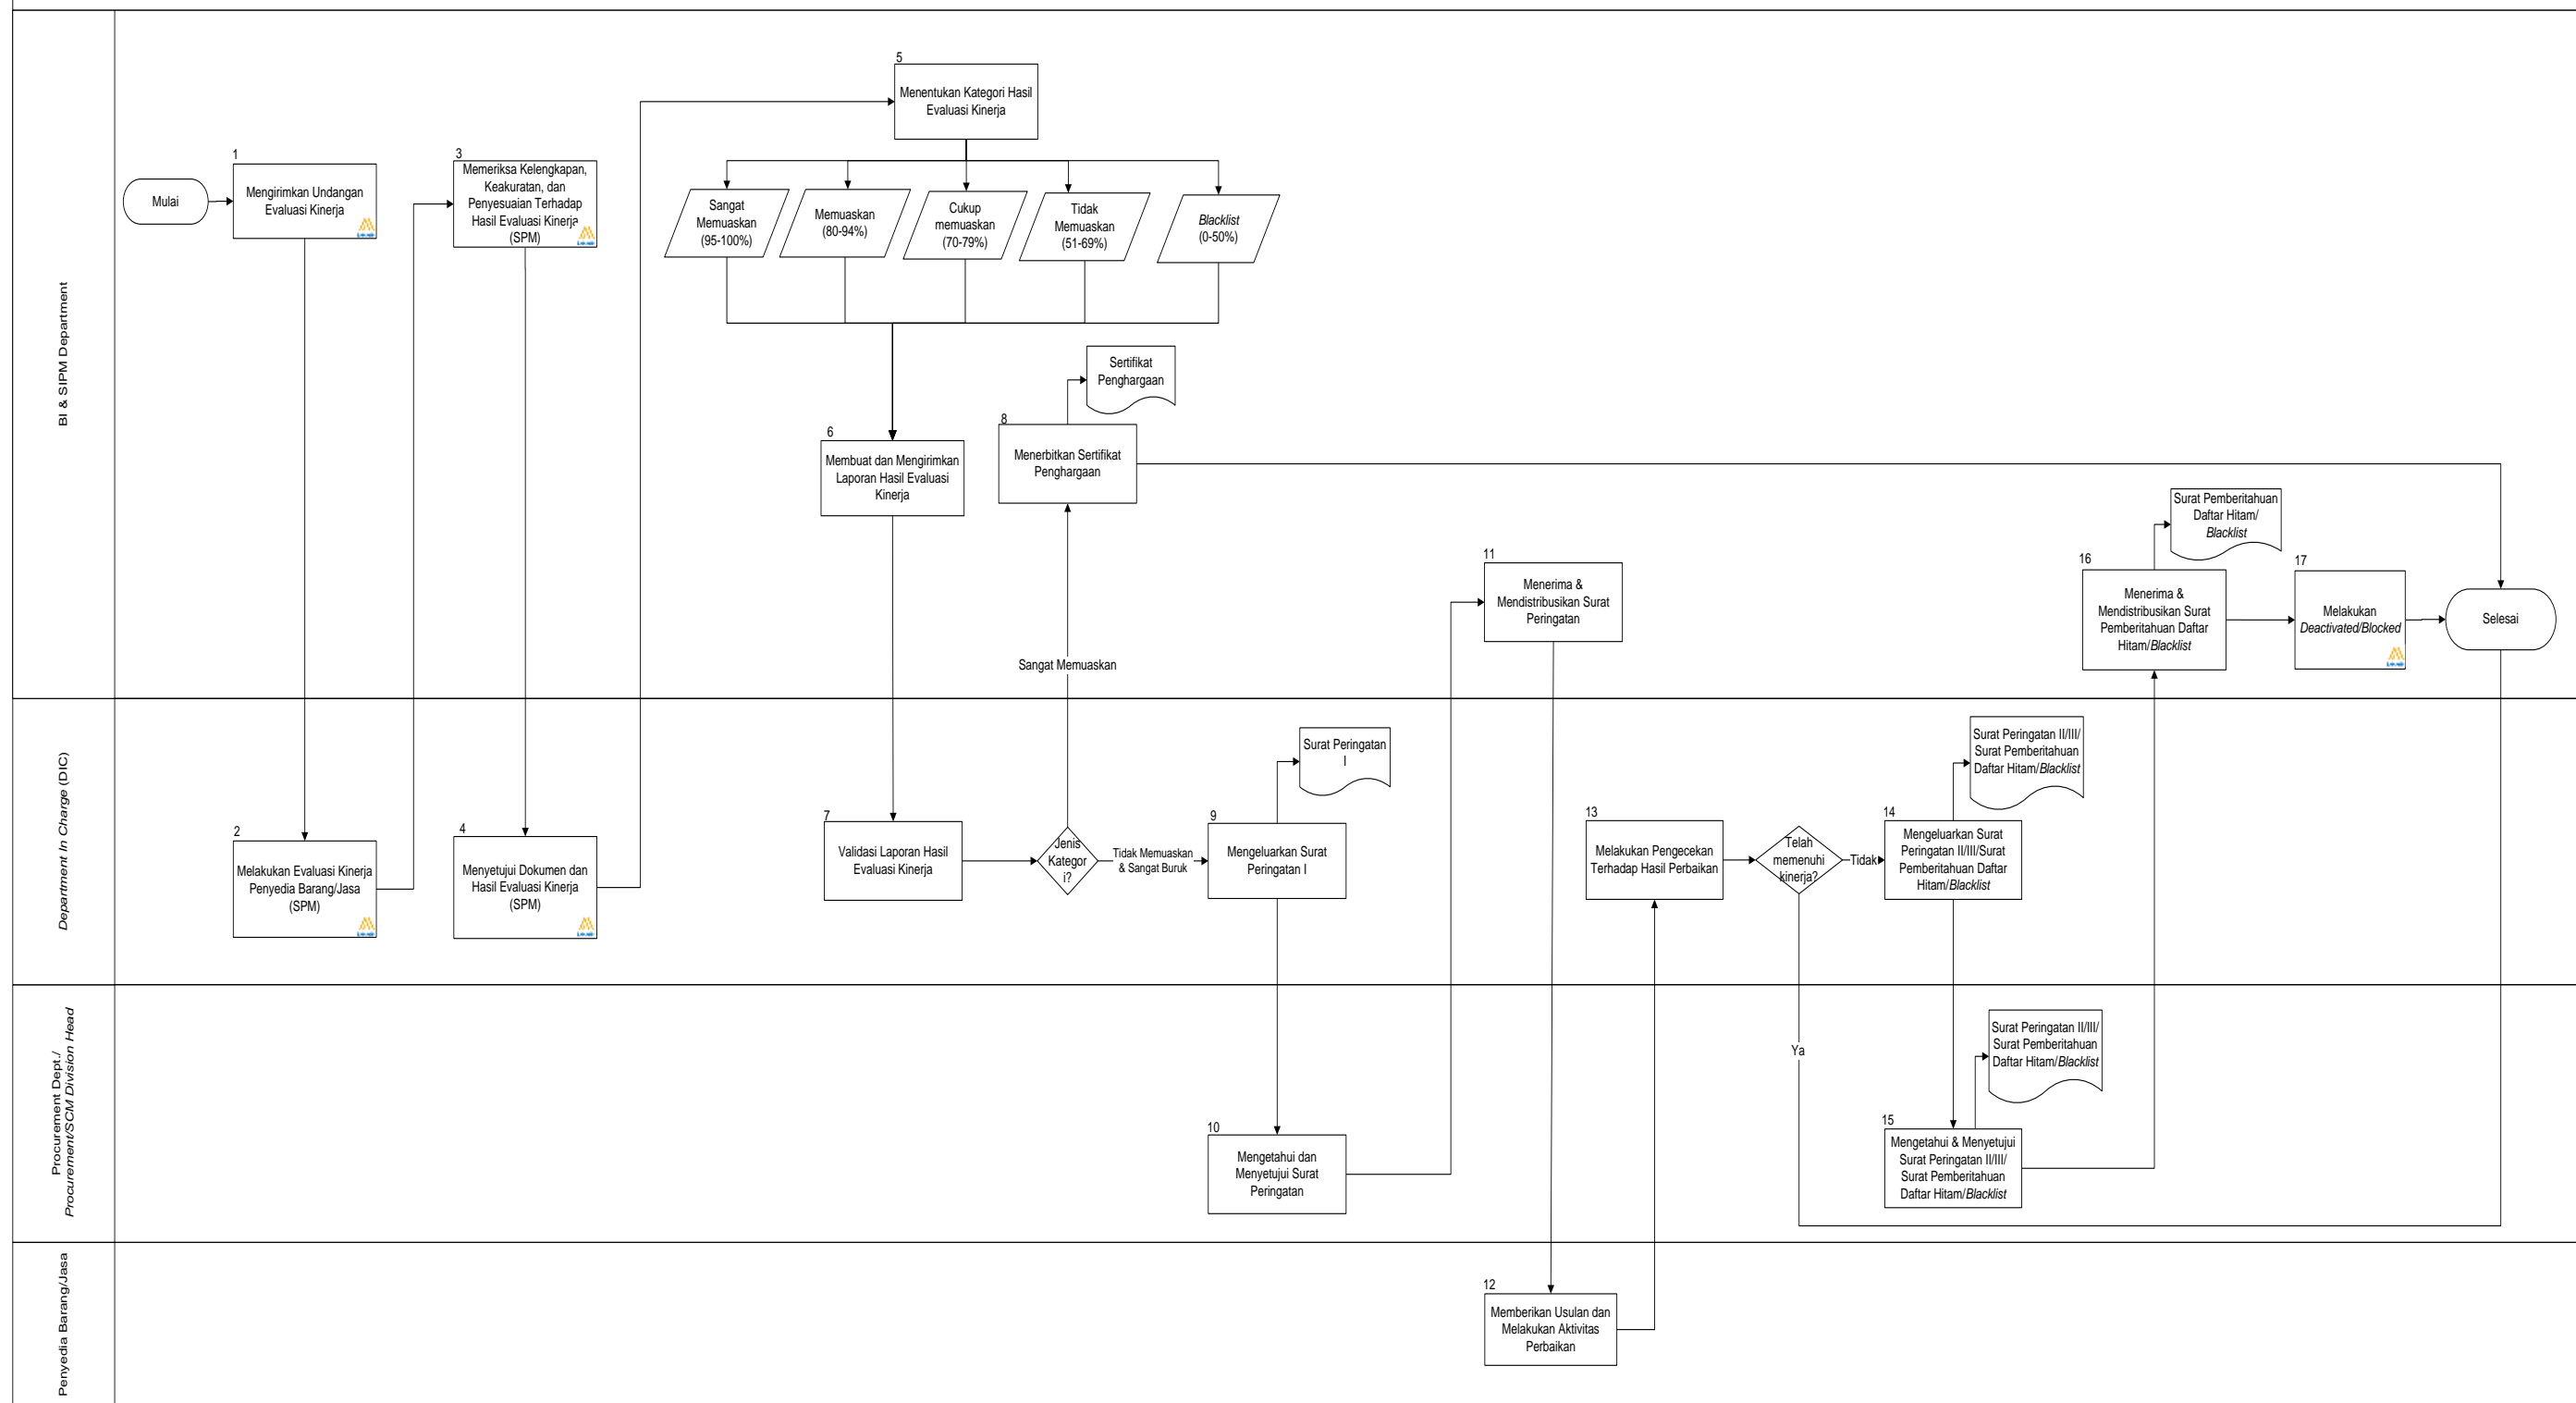 BI & SIPM Department
Mulai
1
Mengirimkan Undangan
Evaluasi Kinerja
3
Memeriksa Kelengkapan,
Keakuratan, dan
Penyesuaian Terhadap
Hasil Evaluasi Kinerja
(SPM)
5
Menentukan Kategori Hasil
Evaluasi Kinerja
Sangat
Memuaskan
(95-100%)
Memuaskan
(80-94%)
Cukup
memuaskan
(70-79%)
Tidak
Memuaskan
(51-69%)
Blacklist
(0-50%)
6
Membuat dan Mengirimkan
Laporan Hasil Evaluasi
Kinerja
Sertifikat
Penghargaan
8
Menerbitkan Sertifikat
Penghargaan
Sangat Memuaskan
11
Menerima &
Mendistribusikan Surat
Peringatan
Surat Pemberitahuan
Daftar Hitam/
Blacklist
16
Menerima &
Mendistribusikan Surat
Pemberitahuan Daftar
Hitam/Blacklist
17
Melakukan
Deactivated/Blocked
Selesai
Department In Charge (DIC)
2
Melakukan Evaluasi Kinerja
Penyedia Barang/Jasa
(SPM)
4
Menyetujui Dokumen dan
Hasil Evaluasi Kinerja
(SPM)
7
Validasi Laporan Hasil
Evaluasi Kinerja
Jenis
Kategor
i?
Tidak Memuaskan
& Sangat Buruk
Surat Peringatan
I
9
Mengeluarkan Surat
Peringatan I
13
Melakukan Pengecekan
Terhadap Hasil Perbaikan
Telah
memenuhi
kinerja?
Tidak
Surat Peringatan II/III/
Surat Pemberitahuan
Daftar Hitam/Blacklist
14
Mengeluarkan Surat
Peringatan II/III/Surat
Pemberitahuan Daftar
Hitam/Blacklist
Procurement Dept./
Procurement/SCM Division Head
10
Mengetahui dan
Menyetujui Surat
Peringatan
Ya
Surat Peringatan II/III/
Surat Pemberitahuan
Daftar Hitam/Blacklist
15
Mengetahui & Menyetujui
Surat Peringatan II/III/
Surat Pemberitahuan
Daftar Hitam/Blacklist
Penyedia Barang/Jasa
12
Memberikan Usulan dan
Melakukan Aktivitas
Perbaikan